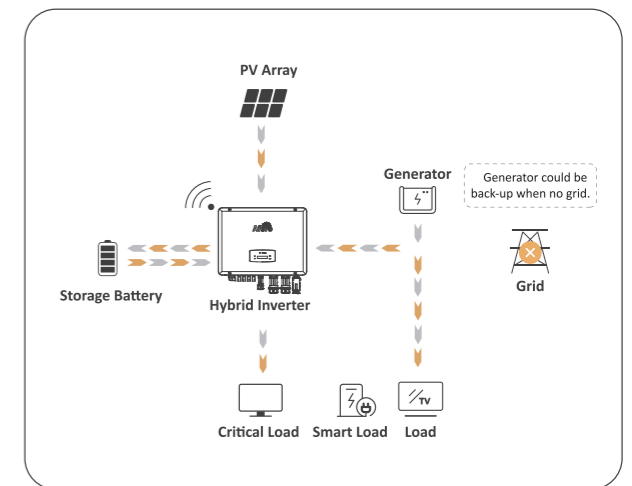 PV Array
Generator
Generator could be
back-up when no grid.
Storage Battery
Hybrid Inverter
Grid
TV
Critical Load
Smart Load
Load